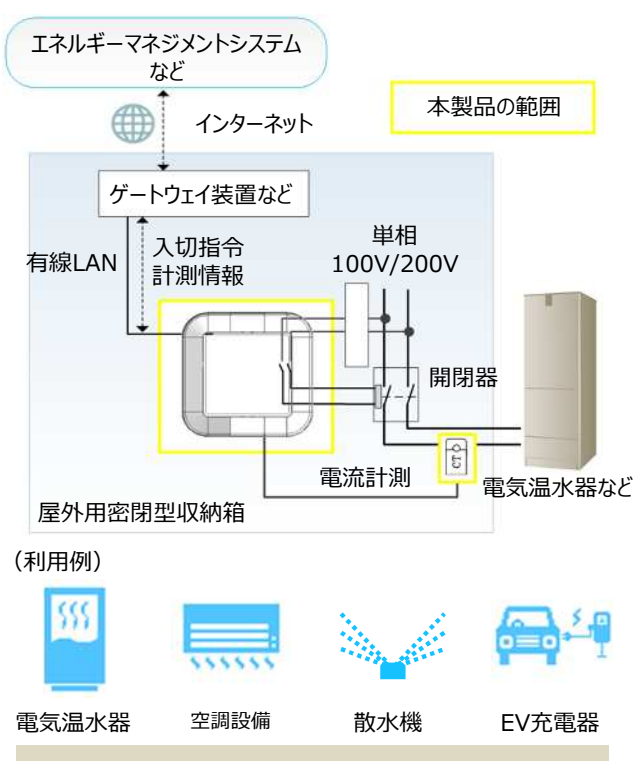 エネルギーマネジメントシステム
など
インターネット
本製品の範囲
ゲートウェイ装置など
有線LAN
入切指令
計測情報
単相
100V/200V
開閉器
CT
電流計測
電気温水器など
屋外用密閉型収納箱
（利用例）
電気温水器
空調設備
散水機
EV充電器